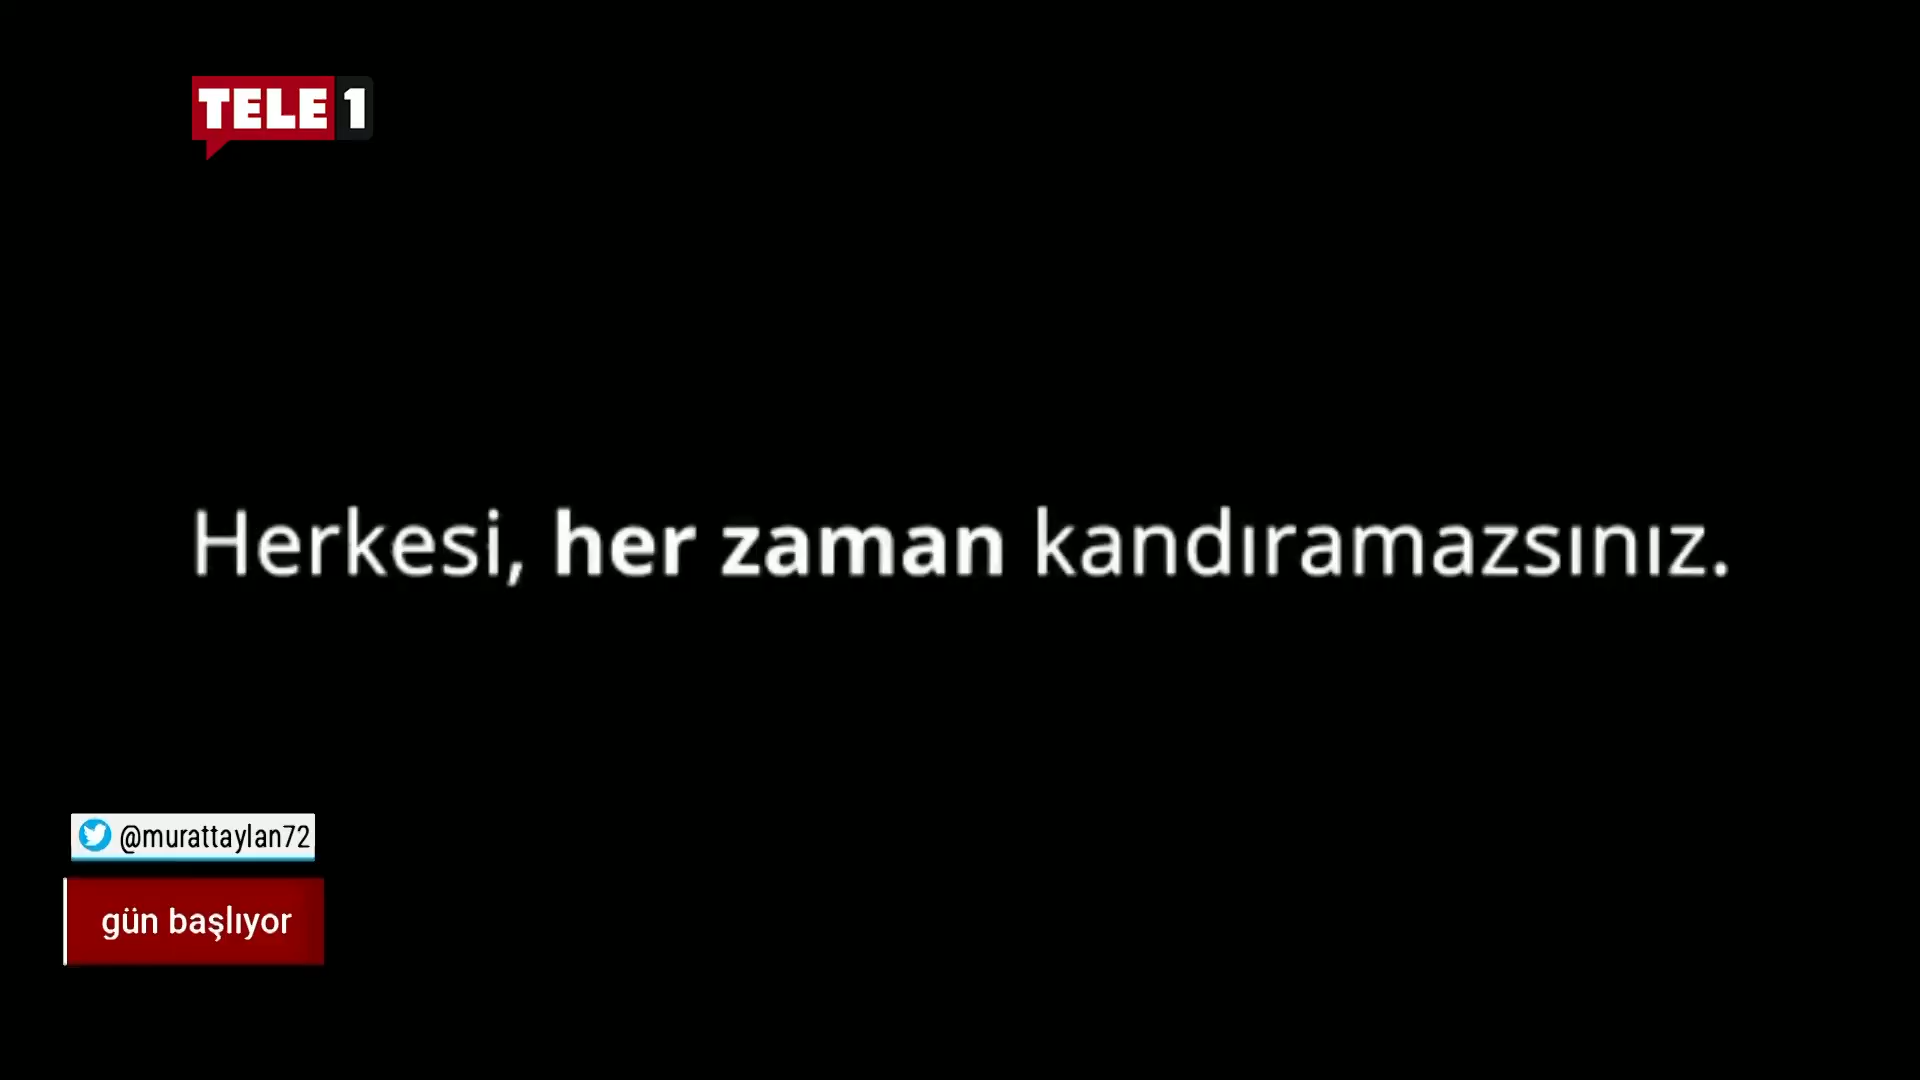 TELE 1
Herkesi, her zaman kandıramazsınız.
@murattaylan72
gün başlıyor